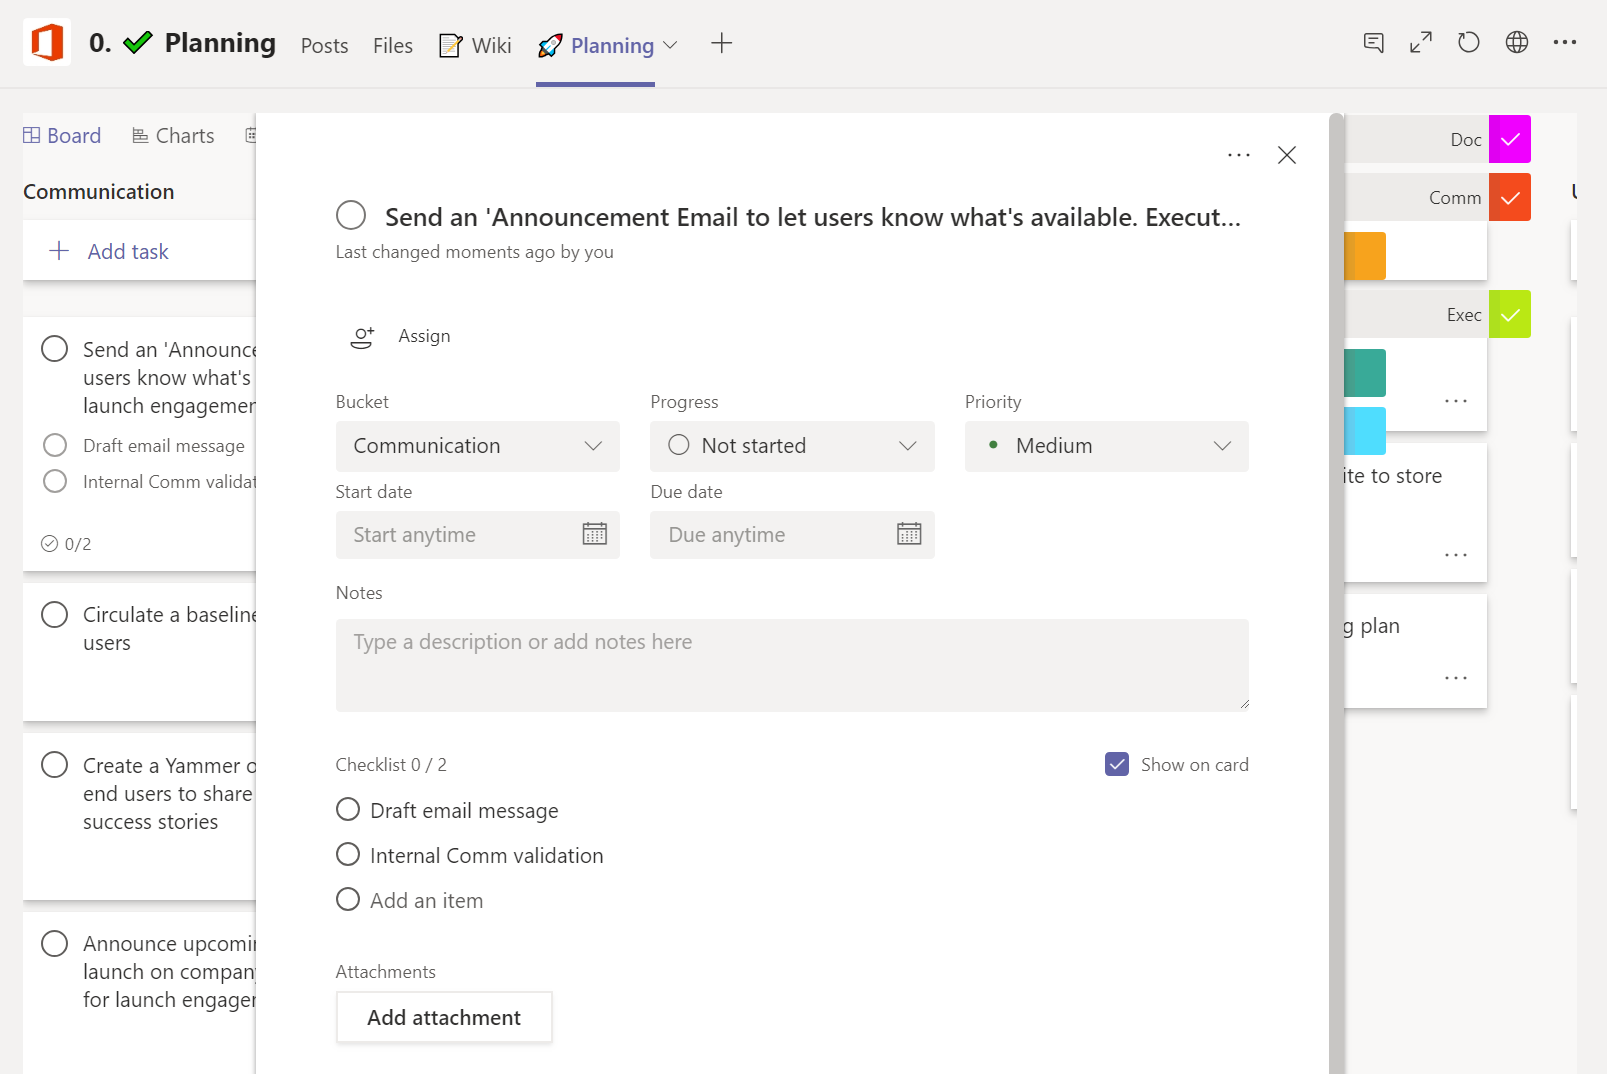 0. Planning Posts Files Wiki Planning
Board Charts
Communication
Add task
Send an 'Announce
users know what's
launch engagemen
Draft email message
Internal Comm validat
0/2
Circulate a baseline
users
Create a Yammer
end users to share
success stories
Announce upcomin
launch on company
for launch engager
Send an 'Announcement Email to let users know what's available. Execut...
Last changed moments ago by you
Assign
Bucket Progress Priority
Communication Not started Medium
Start date Due date
Start anytime Due anytime
Notes
Type a description or add notes here
Checklist 0 / 2 Show on card
Draft email message
Internal Comm validation
Add an item
Attachments
Add attachment
Doc
Comm
Exec
ite to store
g plan